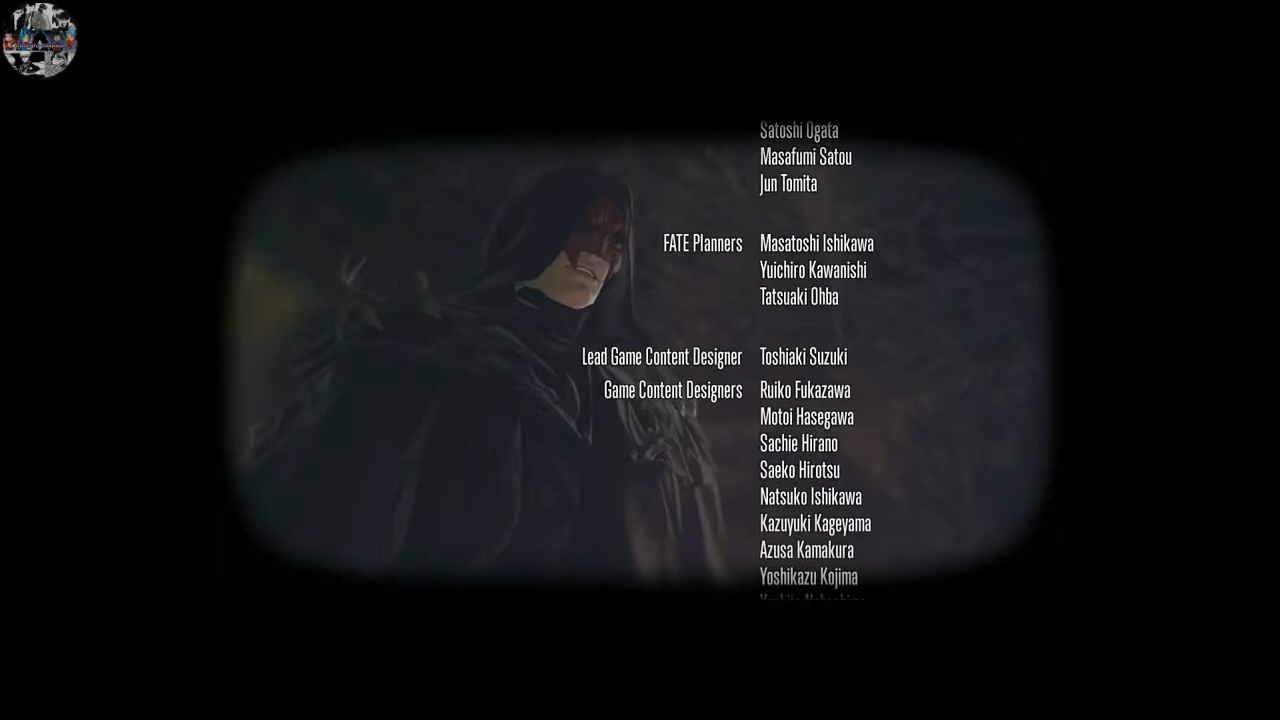 Satoshi Ogata
Masafumi Satou
Jun Tomita
FATE Planners Masatoshi Ishikawa
Yuichiro Kawanishi
Tatsuaki Ohba
Lead Game Content Designer Toshiaki Suzuki
Game Content Designers Ruiko Fukazawa
Motoi Hasegawa
Sachie Hirano
Saeko Hirotsu
Natsuko Ishikawa
Kazuyuki Kageyama
Azusa Kamakura
Yoshikazu Kojima